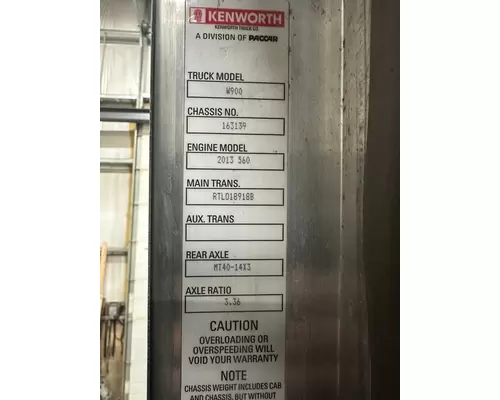 KENWORTH
KENWORTH TRUCK CO.
A DIVISION OF PACCAR
TRUCK MODEL
W900
CHASSIS NO.
163139
ENGINE MODEL
2013 560
MAIN TRANS.
RTLO18918B
AUX. TRANS
REAR AXLE
MT40-14X3
AXLE RATIO
3.36
CAUTION
OVERLOADING OR
OVERSPEEDING WILL
VOID YOUR WARRANTY
NOTE
CHASSIS WEIGHT INCLUDES CAB
AND CHASSIS, BUT WITHOUT